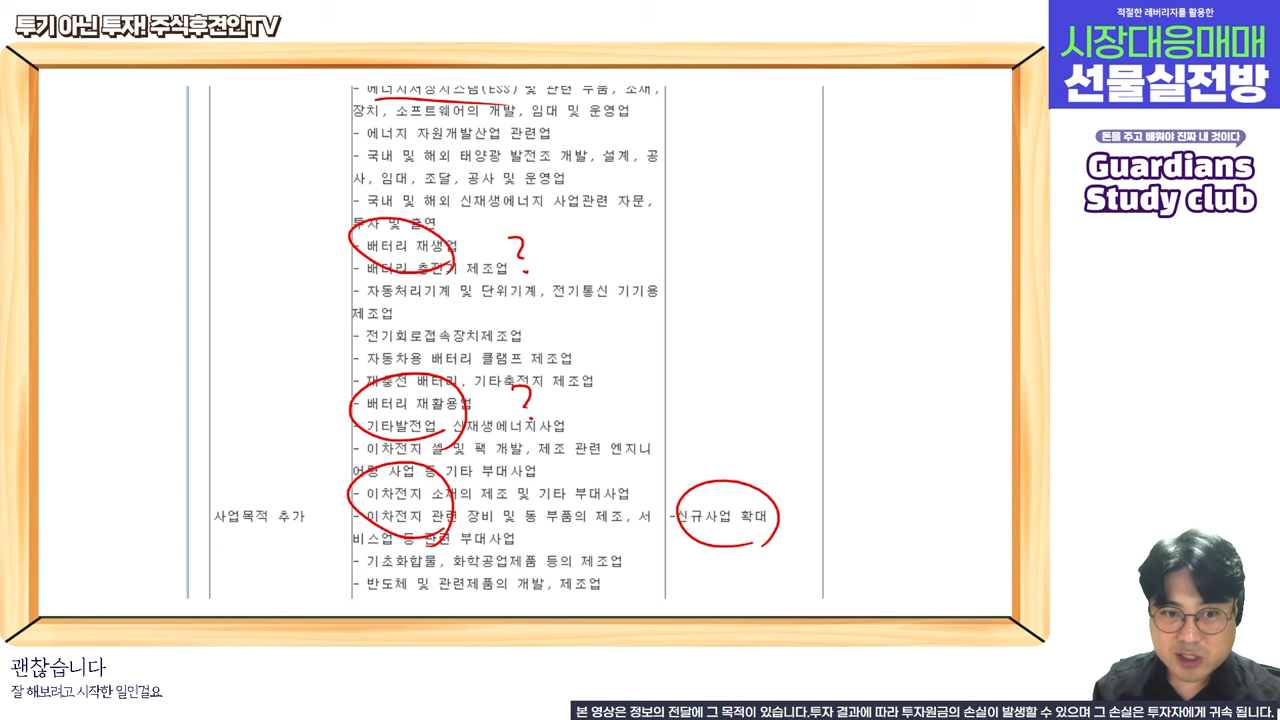 투기 아닌 투자! 주식후견인TV
적절한 레버리지를 활용한
시장대응매매
선물실전방
돈을 주고 배워야 진짜 내 것이다
Guardians
Study club
- 에너지저장시스템(ESS) 및 관련 부품, 소재,
장치, 소프트웨어의 개발, 임대 및 운영업
- 에너지 자원개발산업 관련업
- 국내 및 해외 태양광 발전조 개발, 설계, 공
사, 임대, 조달, 공사 및 운영업
- 국내 및 해외 신재생에너지 사업관련 자문,
투자 및 출연
- 배터리 재생업
?
- 배터리 충전기 제조업
- 자동처리기계 및 단위기계, 전기통신 기기용
제조업
- 전기회로접속장치제조업
- 자동차용 배터리 클램프 제조업
- 재충전 배터리, 기타축전지 제조업
- 배터리 재활용업
?
- 기타발전업, 신재생에너지사업
- 이차전지 셀 및 팩 개발, 제조 관련 엔지니
어링 사업 등 기타 부대사업
- 이차전지 소재의 제조 및 기타 부대사업
사업목적 추가
- 이차전지 관련 장비 및 동 부품의 제조, 서
비스업 등 관련 부대사업
-신규사업 확대
- 기초화합물, 화학공업제품 등의 제조업
- 반도체 및 관련제품의 개발, 제조업
괜찮습니다
잘 해보려고 시작한 일인걸요
본 영상은 정보의 전달에 그 목적이 있습니다.투자 결과에 따라 투자원금의 손실이 발생할 수 있으며 그 손실은 투자자에게 귀속 됩니다.